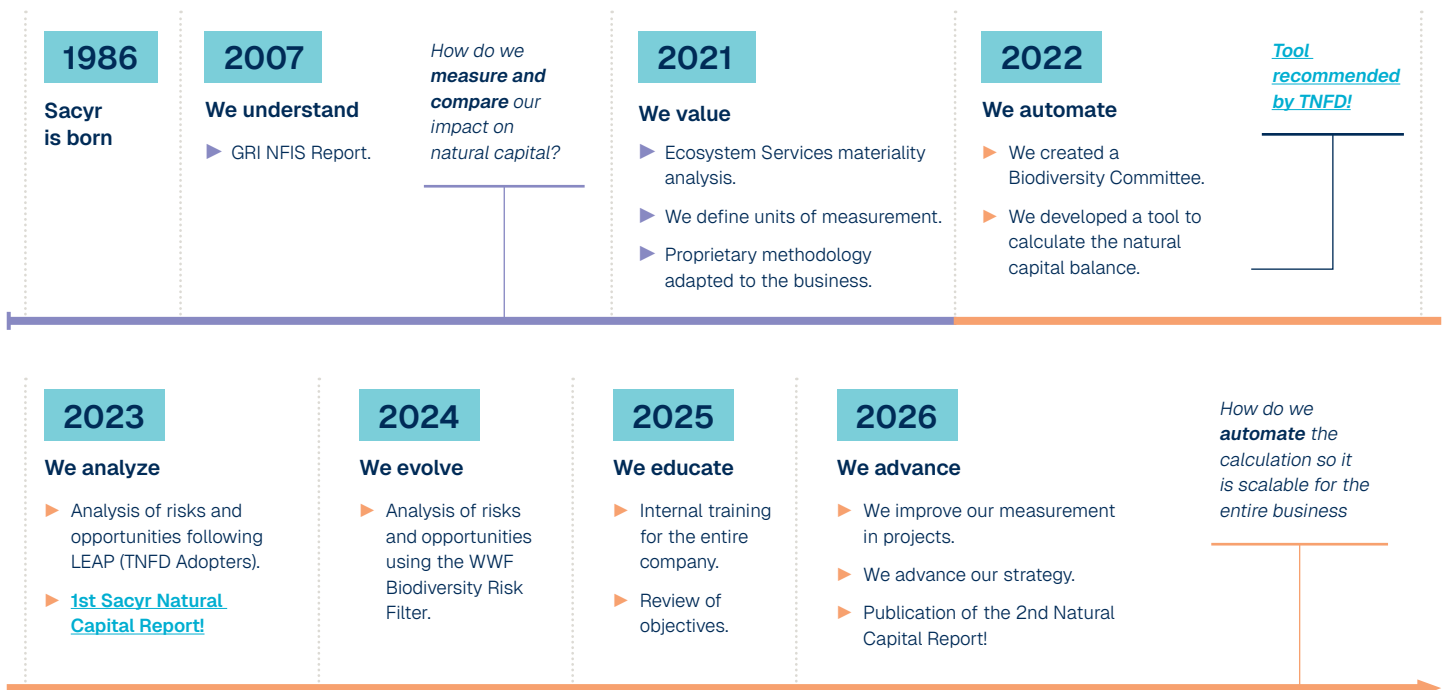 1986
Sacyr
is born
2007
We understand
GRI NFIS Report.
How do we
measure and
compare our
impact on
natural capital?
2021
We value
Ecosystem Services materiality
analysis.
We define units of measurement.
Proprietary methodology
adapted to the business.
2022
We automate
We created a
Biodiversity Committee.
We developed a tool to
calculate the natural
capital balance.
Tool
recommended
by TNFD!
2023
We analyze
Analysis of risks and
opportunities following
LEAP (TNFD Adopters).
1st Sacyr Natural
Capital Report!
2024
We evolve
Analysis of risks
and opportunities
using the WWF
Biodiversity Risk
Filter.
2025
We educate
Internal training
for the entire
company.
Review of
objectives.
2026
We advance
We improve our measurement
in projects.
We advance our strategy.
Publication of the 2nd Natural
Capital Report!
How do we
automate the
calculation so it
is scalable for the
entire business